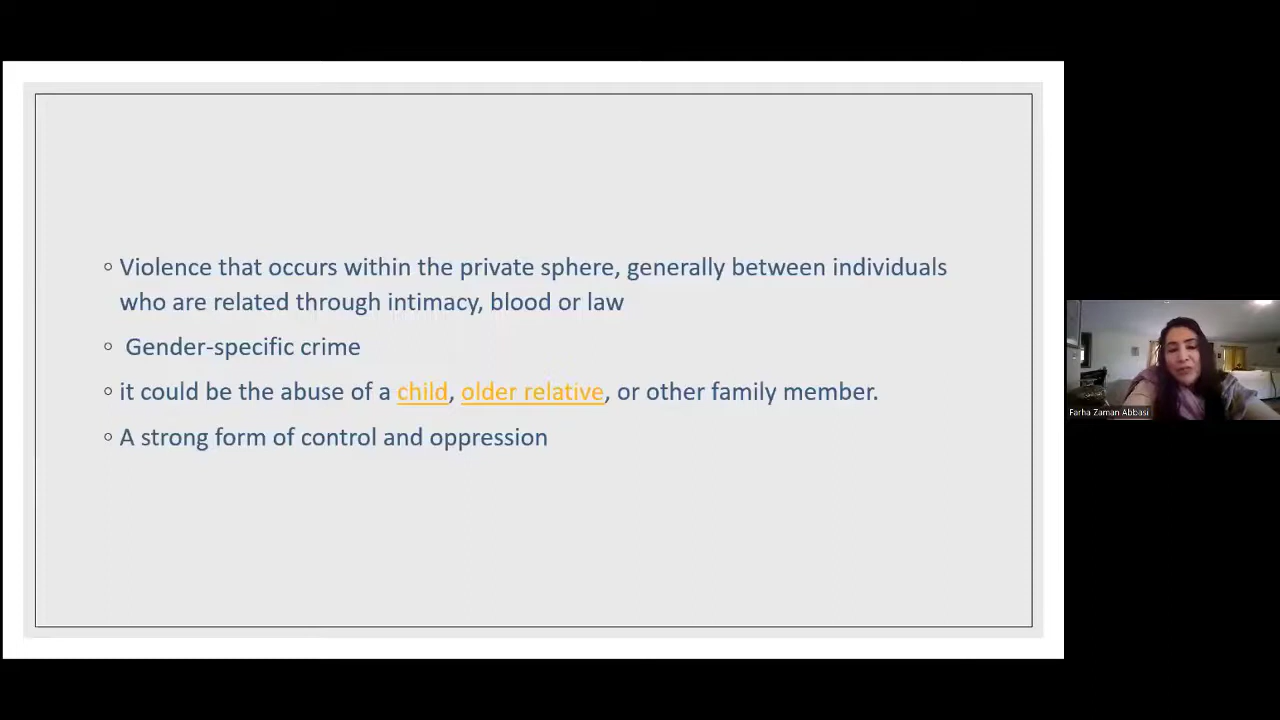 ◦ Violence that occurs within the private sphere, generally between individuals
who are related through intimacy, blood or law
◦ Gender-specific crime
◦ it could be the abuse of a child, older relative, or other family member.
◦ A strong form of control and oppression
Farha Zaman Abbasi